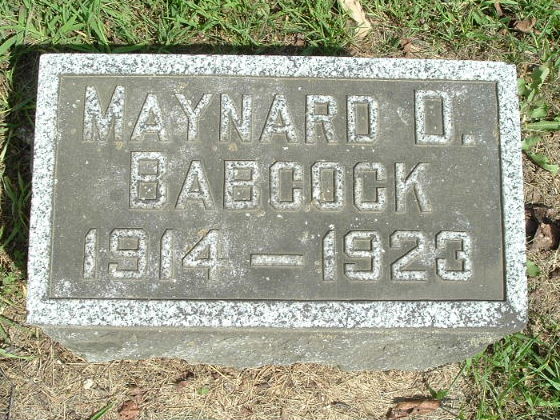 MAYNARD O.
BABCOCK
1914 – 1923